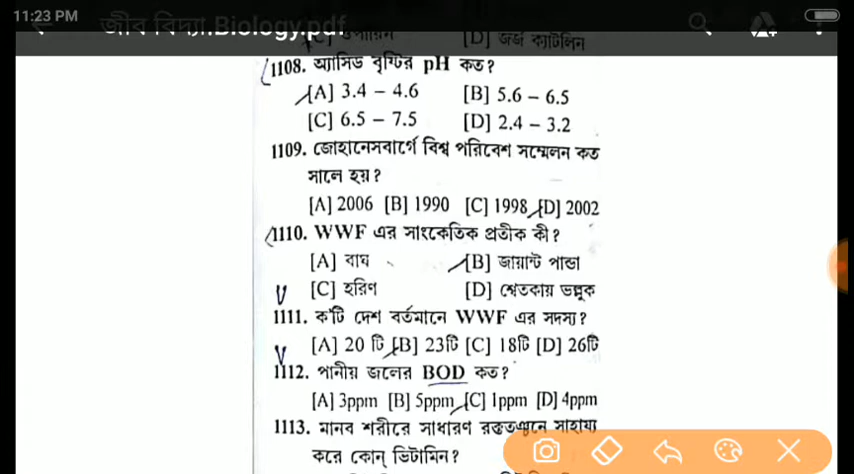 11:23 PM
জীব বিদ্যা.Biology.pdf
[D] জর্জ ক্যাটলিন
1108. অ্যাসিড বৃষ্টির pH কত?
[A] 3.4 – 4.6 [B] 5.6 – 6.5
[C] 6.5 – 7.5 [D] 2.4 – 3.2
1109. জোহানেসবার্গে বিশ্ব পরিবেশ সম্মেলন কত
সালে হয়?
[A] 2006 [B] 1990 [C] 1998 [D] 2002
1110. WWF এর সাংকেতিক প্রতীক কী?
[A] বাঘ [B] জায়ান্ট পান্ডা
[C] হরিণ [D] শ্বেতকায় ভল্লুক
1111. ক'টি দেশ বর্তমানে WWF এর সদস্য?
[A] 20 টি [B] 23টি [C] 18টি [D] 26টি
1112. পানীয় জলের BOD কত?
[A] 3ppm [B] 5ppm [C] 1ppm [D] 4ppm
1113. মানব শরীরে সাধারণ রক্ততঞ্চনে সাহায্য
করে কোন্ ভিটামিন?